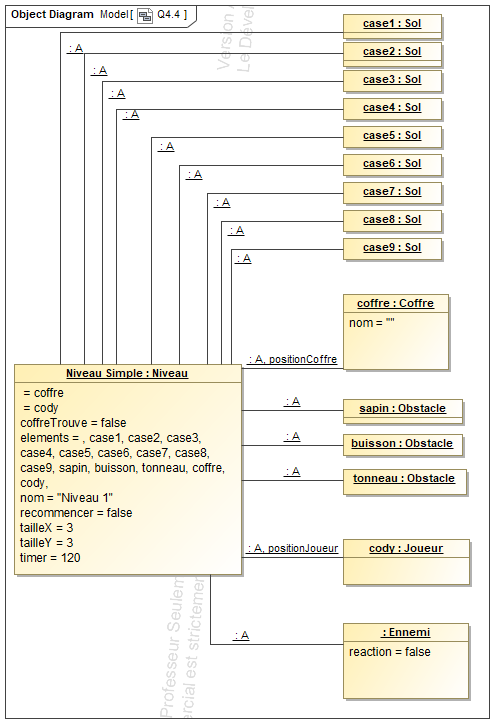 Object Diagram Model [ Q4.4 ]
Version
Le Dével
case1 : Sol
: A
case2 : Sol
: A
case3 : Sol
: A
case4 : Sol
: A
case5 : Sol
: A
case6 : Sol
: A
case7 : Sol
: A
case8 : Sol
: A
case9 : Sol
: A
coffre : Coffre
nom = ""
: A, positionCoffre
Niveau Simple : Niveau
= coffre
= cody
coffreTrouve = false
elements = , case1, case2, case3,
case4, case5, case6, case7, case8,
case9, sapin, buisson, tonneau, coffre,
cody,
nom = "Niveau 1"
recommencer = false
tailleX = 3
tailleY = 3
timer = 120
: A
sapin : Obstacle
: A
buisson : Obstacle
: A
tonneau : Obstacle
: A, positionJoueur
cody : Joueur
: A
: Ennemi
reaction = false
Professeur Seulem
ercial est strictement